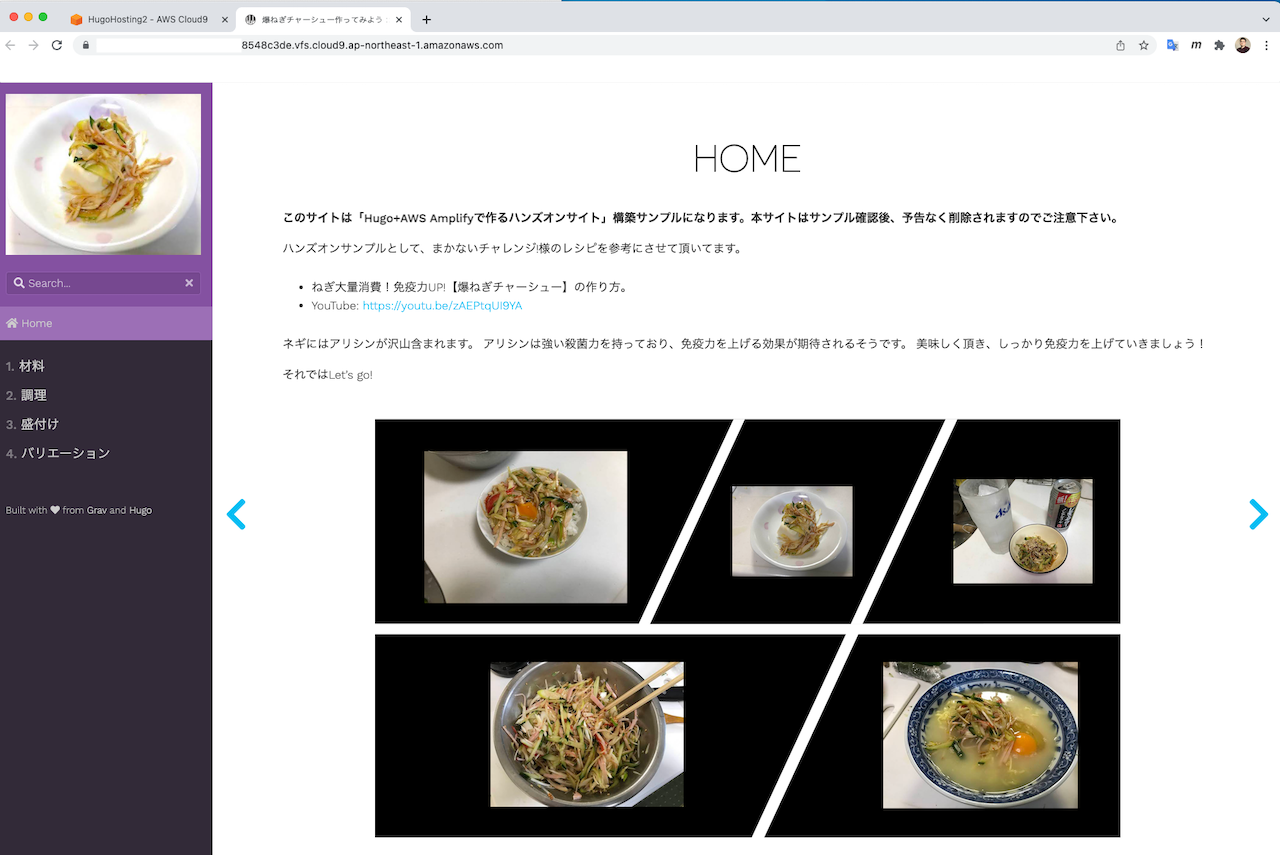 HugoHosting2 - AWS Cloud9
爆ねぎチャーシュー作ってみよう
8548c3de.vfs.cloud9.ap-northeast-1.amazonaws.com
m
Search...
Home
1. 材料
2. 調理
3. 盛付け
4. バリエーション
Built with from Grav and Hugo
HOME
このサイトは「Hugo+AWS Amplifyで作るハンズオンサイト」構築サンプルになります。本サイトはサンプル確認後、予告なく削除されますのでご注意下さい。
ハンズオンサンプルとして、まかないチャレンジ!様のレシピを参考にさせて頂いてます。
ねぎ大量消費！免疫力UP!【爆ねぎチャーシュー】の作り方。
YouTube: https://youtu.be/zAEPtqUI9YA
ネギにはアリシンが沢山含まれます。 アリシンは強い殺菌力を持っており、免疫力を上げる効果が期待されるそうです。 美味しく頂き、しっかり免疫力を上げていきましょう！
それではLet's go!